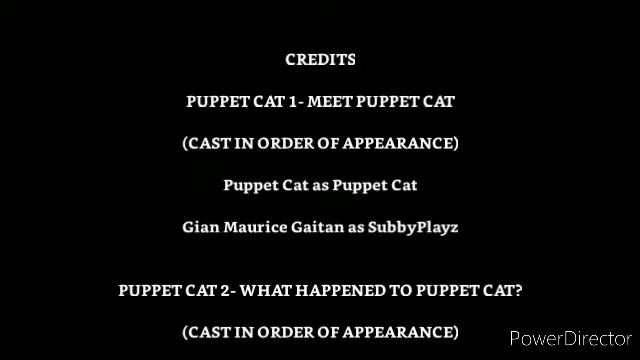 CREDITS
PUPPET CAT 1- MEET PUPPET CAT
(CAST IN ORDER OF APPEARANCE)
Puppet Cat as Puppet Cat
Gian Maurice Gaitan as SubbyPlayz
PUPPET CAT 2- WHAT HAPPENED TO PUPPET CAT?
(CAST IN ORDER OF APPEARANCE)
PowerDirector